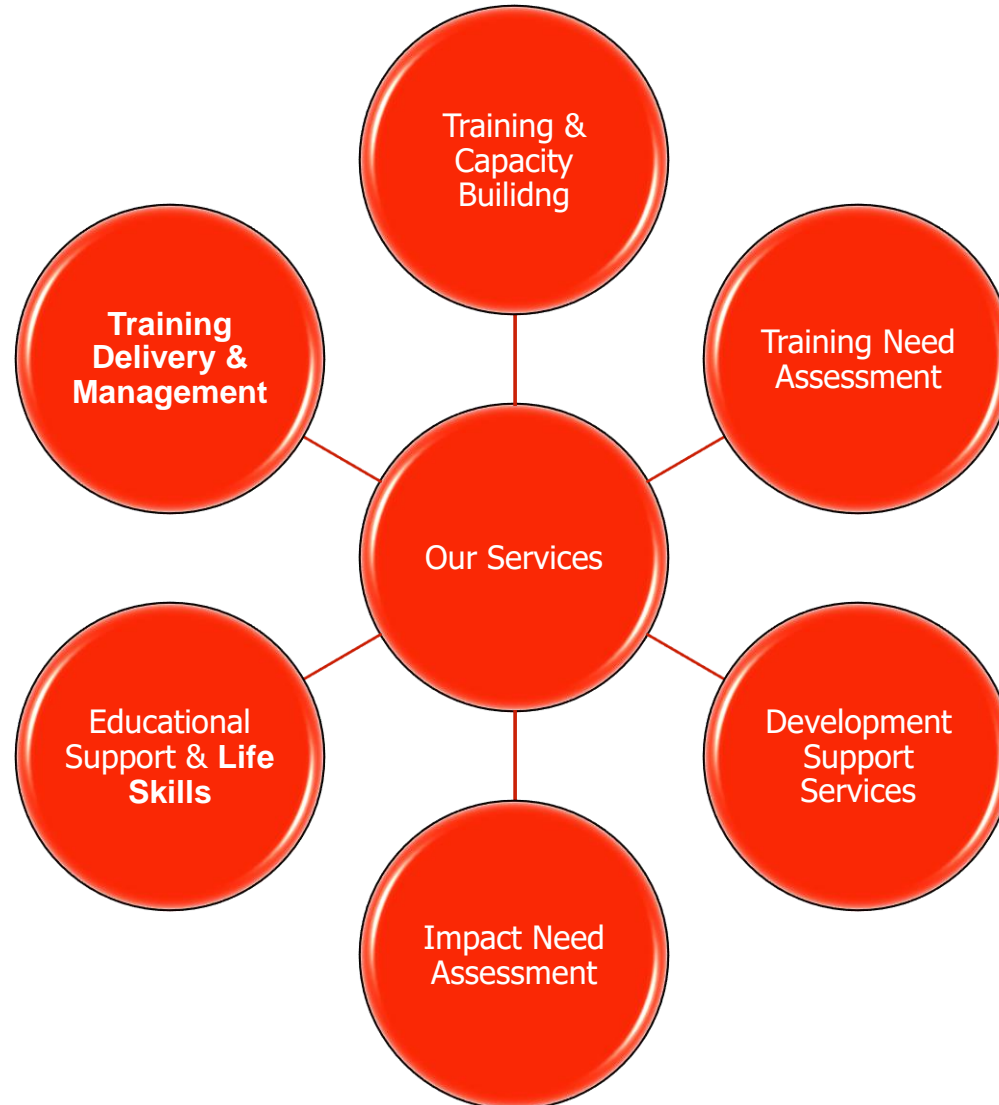 Training &
Capacity
Builidng
Training Need
Assessment
Development
Support
Services
Impact Need
Assessment
Educational
Support & Life
Skills
Training
Delivery &
Management
Our Services